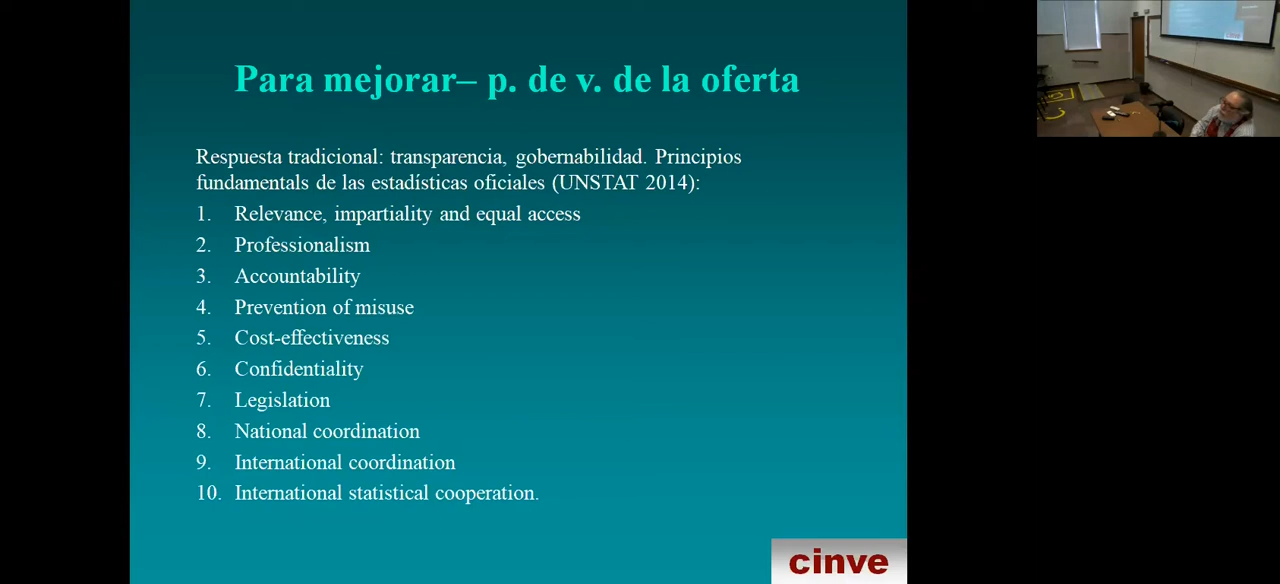 Para mejorar– p. de v. de la oferta
Respuesta tradicional: transparencia, gobernabilidad. Principios
fundamentals de las estadísticas oficiales (UNSTAT 2014):
1. Relevance, impartiality and equal access
2. Professionalism
3. Accountability
4. Prevention of misuse
5. Cost-effectiveness
6. Confidentiality
7. Legislation
8. National coordination
9. International coordination
10. International statistical cooperation.
cinve